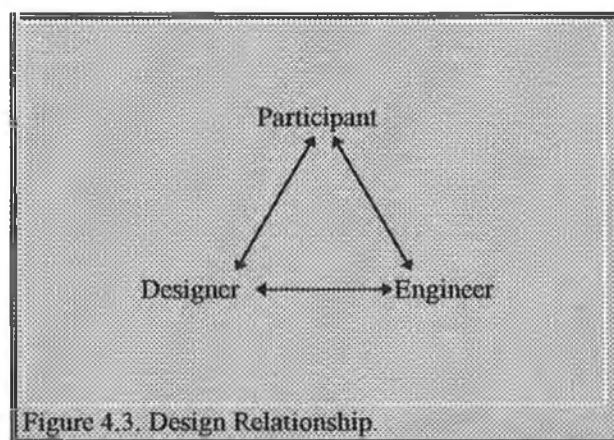 Participant
Designer Engineer
Figure 4.3. Design Relationship.